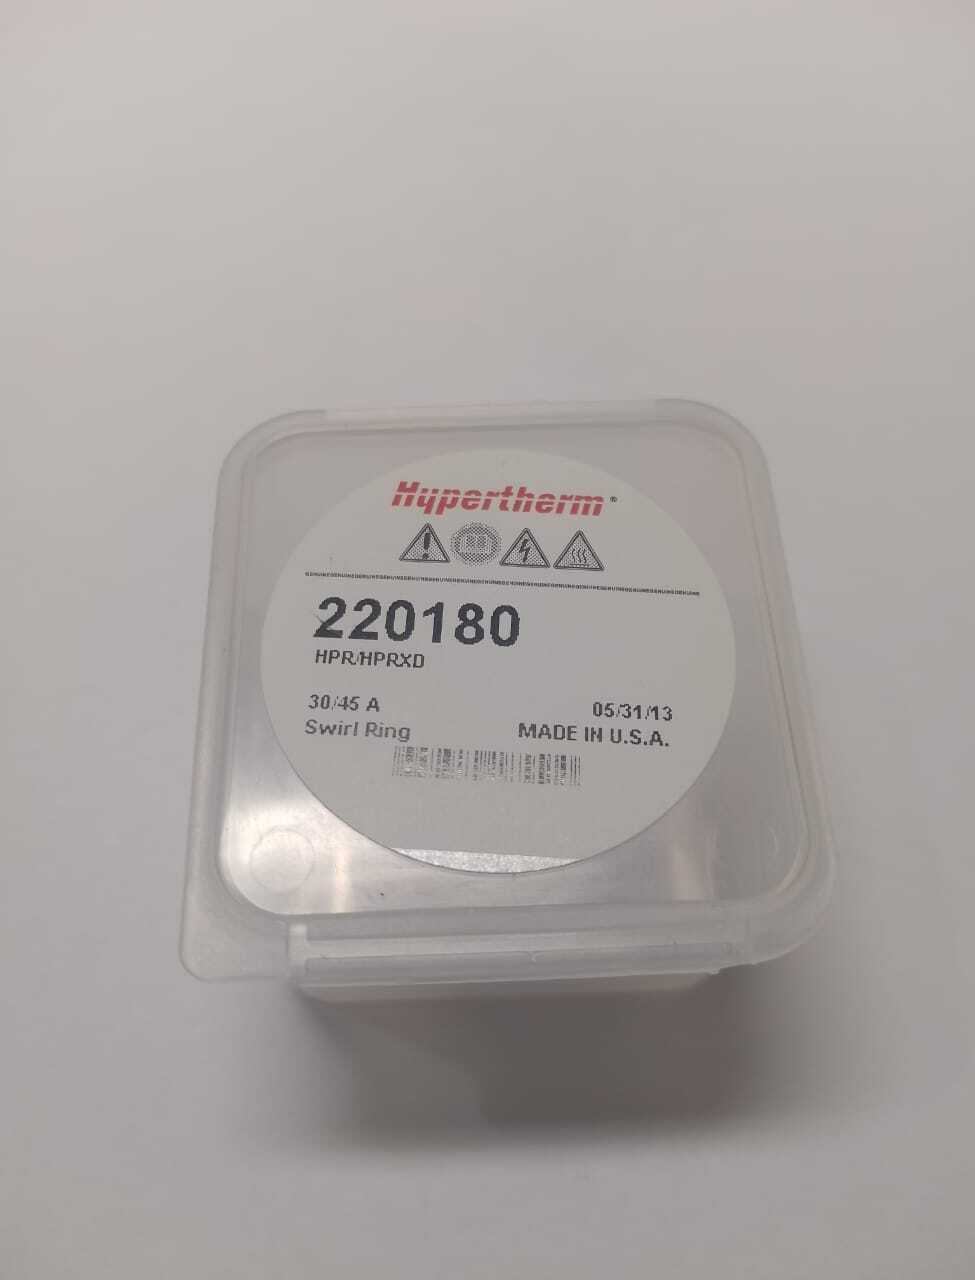 Hypertherm®
220180
HPR/HPRXD
30/45 A 05/31/13
Swirl Ring MADE IN U.S.A.